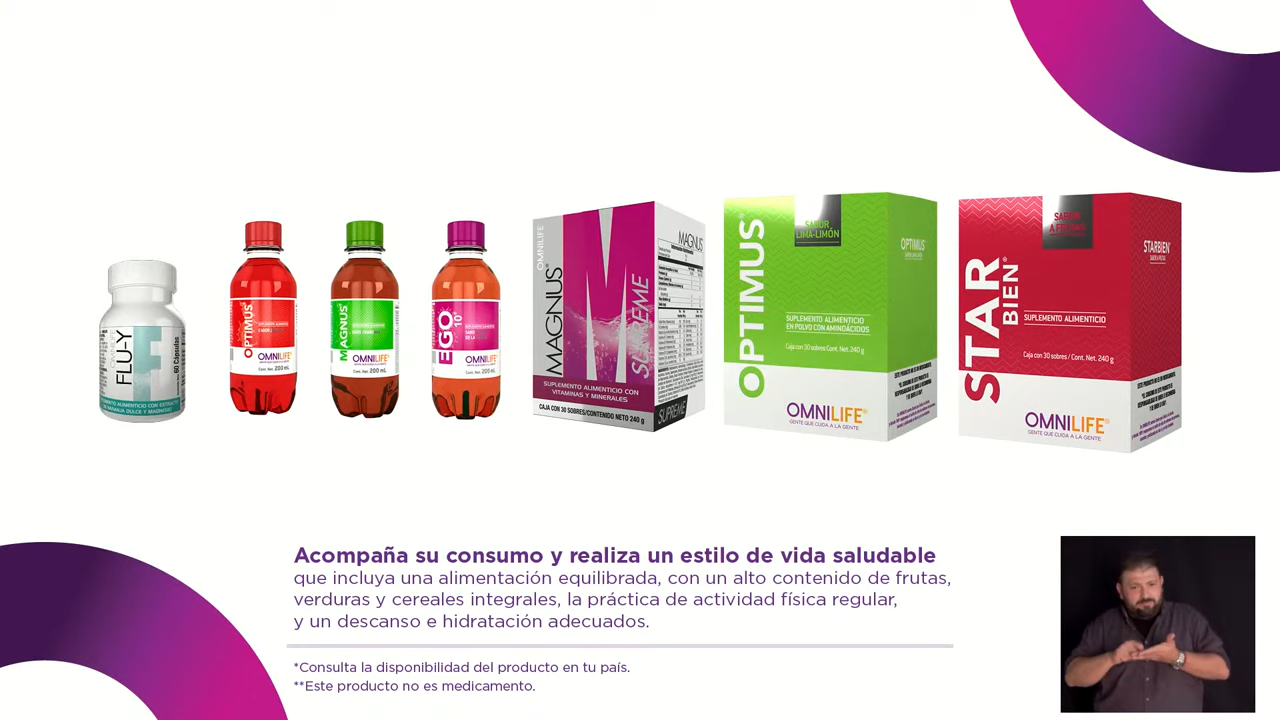 FLU-Y
60 Cápsulas
OPTIMUS
OMNILIFE
Cont. Net. 200 mL
MAGNUS
OMNILIFE
Cont. Net. 200 mL
EGO
10
OMNILIFE
Cont. Net. 200 mL
OMNILIFE
MAGNUS
SUPREME
SUPLEMENTO ALIMENTICIO CON
VITAMINAS Y MINERALES
CAJA CON 30 SOBRES/CONTENIDO NETO 240 g
MAGNUS
SUPREME
OPTIMUS®
SABOR
LIMA-LIMÓN
SUPLEMENTO ALIMENTICIO
EN POLVO CON AMINOÁCIDOS
Caja con 30 sobres Cont. Net. 240 g
OMNILIFE®
GENTE QUE CUIDA A LA GENTE
OPTIMUS
STAR
BIEN®
SABOR
SUPLEMENTO ALIMENTICIO
Caja con 30 sobres / Cont. Net. 240 g
OMNILIFE®
GENTE QUE CUIDA A LA GENTE
STARBIEN
Acompaña su consumo y realiza un estilo de vida saludable
que incluya una alimentación equilibrada, con un alto contenido de frutas,
verduras y cereales integrales, la práctica de actividad física regular,
y un descanso e hidratación adecuados.
*Consulta la disponibilidad del producto en tu país.
**Este producto no es medicamento.